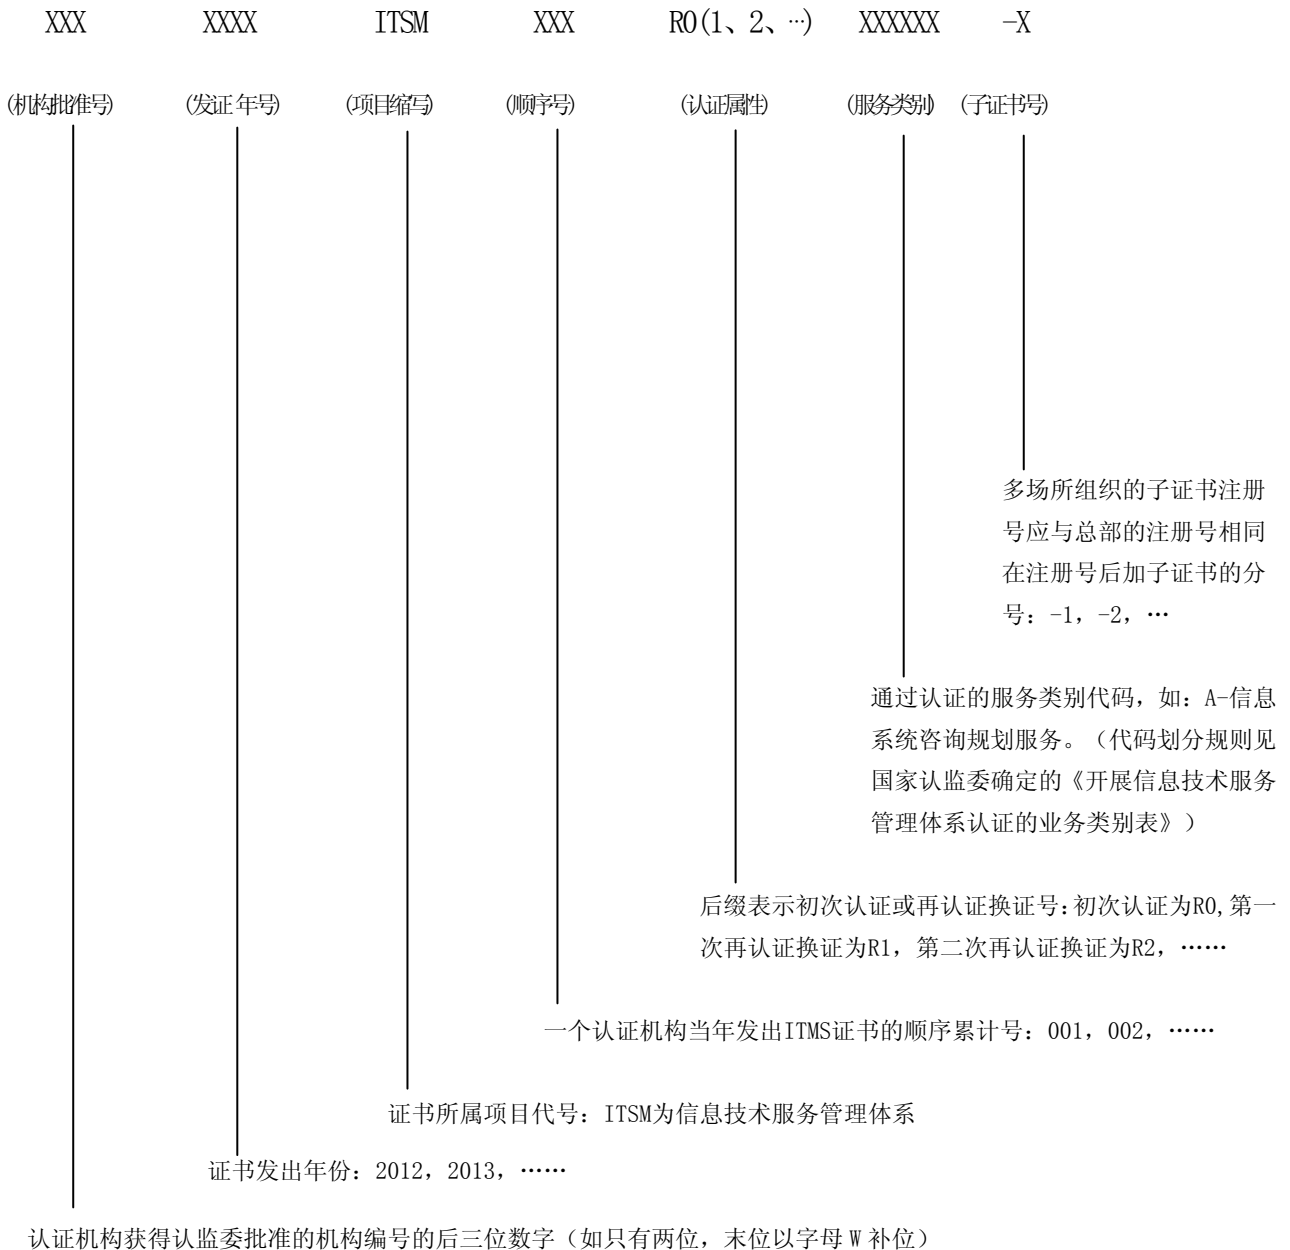 XXX XXXX ITSM XXX R0(1、2、…) XXXXXX -X
(机构批准号) (发证年号) (项目缩写) (顺序号) (认证属性) (服务类别) (子证书号)
多场所组织的子证书注册
号应与总部的注册号相同
在注册号后加子证书的分
号：-1，-2，…
通过认证的服务类别代码，如：A-信息
系统咨询规划服务。（代码划分规则见
国家认监委确定的《开展信息技术服务
管理体系认证的业务类别表》）
后缀表示初次认证或再认证换证号:初次认证为R0,第一
次再认证换证为R1，第二次再认证换证为R2，……
一个认证机构当年发出ITMS证书的顺序累计号：001，002，……
证书所属项目代号：ITSM为信息技术服务管理体系
证书发出年份：2012，2013，……
认证机构获得认监委批准的机构编号的后三位数字（如只有两位，末位以字母 W 补位）